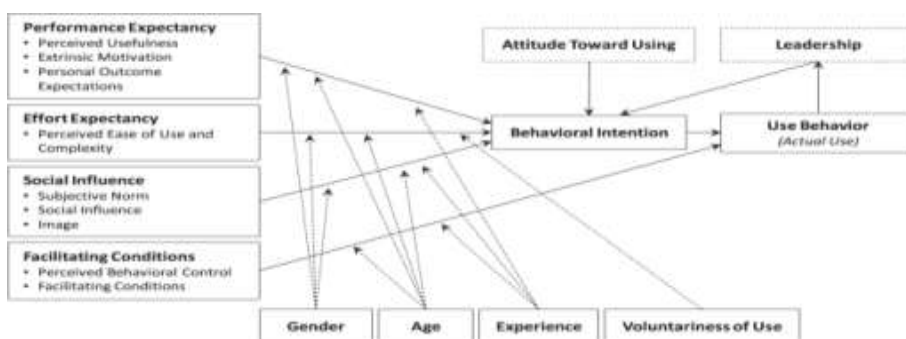 Performance Expectancy
• Perceived Usefulness
• Extrinsic Motivation
• Personal Outcome
Expectations
Effort Expectancy
• Perceived Ease of Use and
Complexity
Social Influence
• Subjective Norm
• Social Influence
• Image
Facilitating Conditions
• Perceived Behavioral Control
• Facilitating Conditions
Attitude Toward Using
Leadership
Behavioral Intention
Use Behavior
(Actual Use)
Gender
Age
Experience
Voluntariness of Use